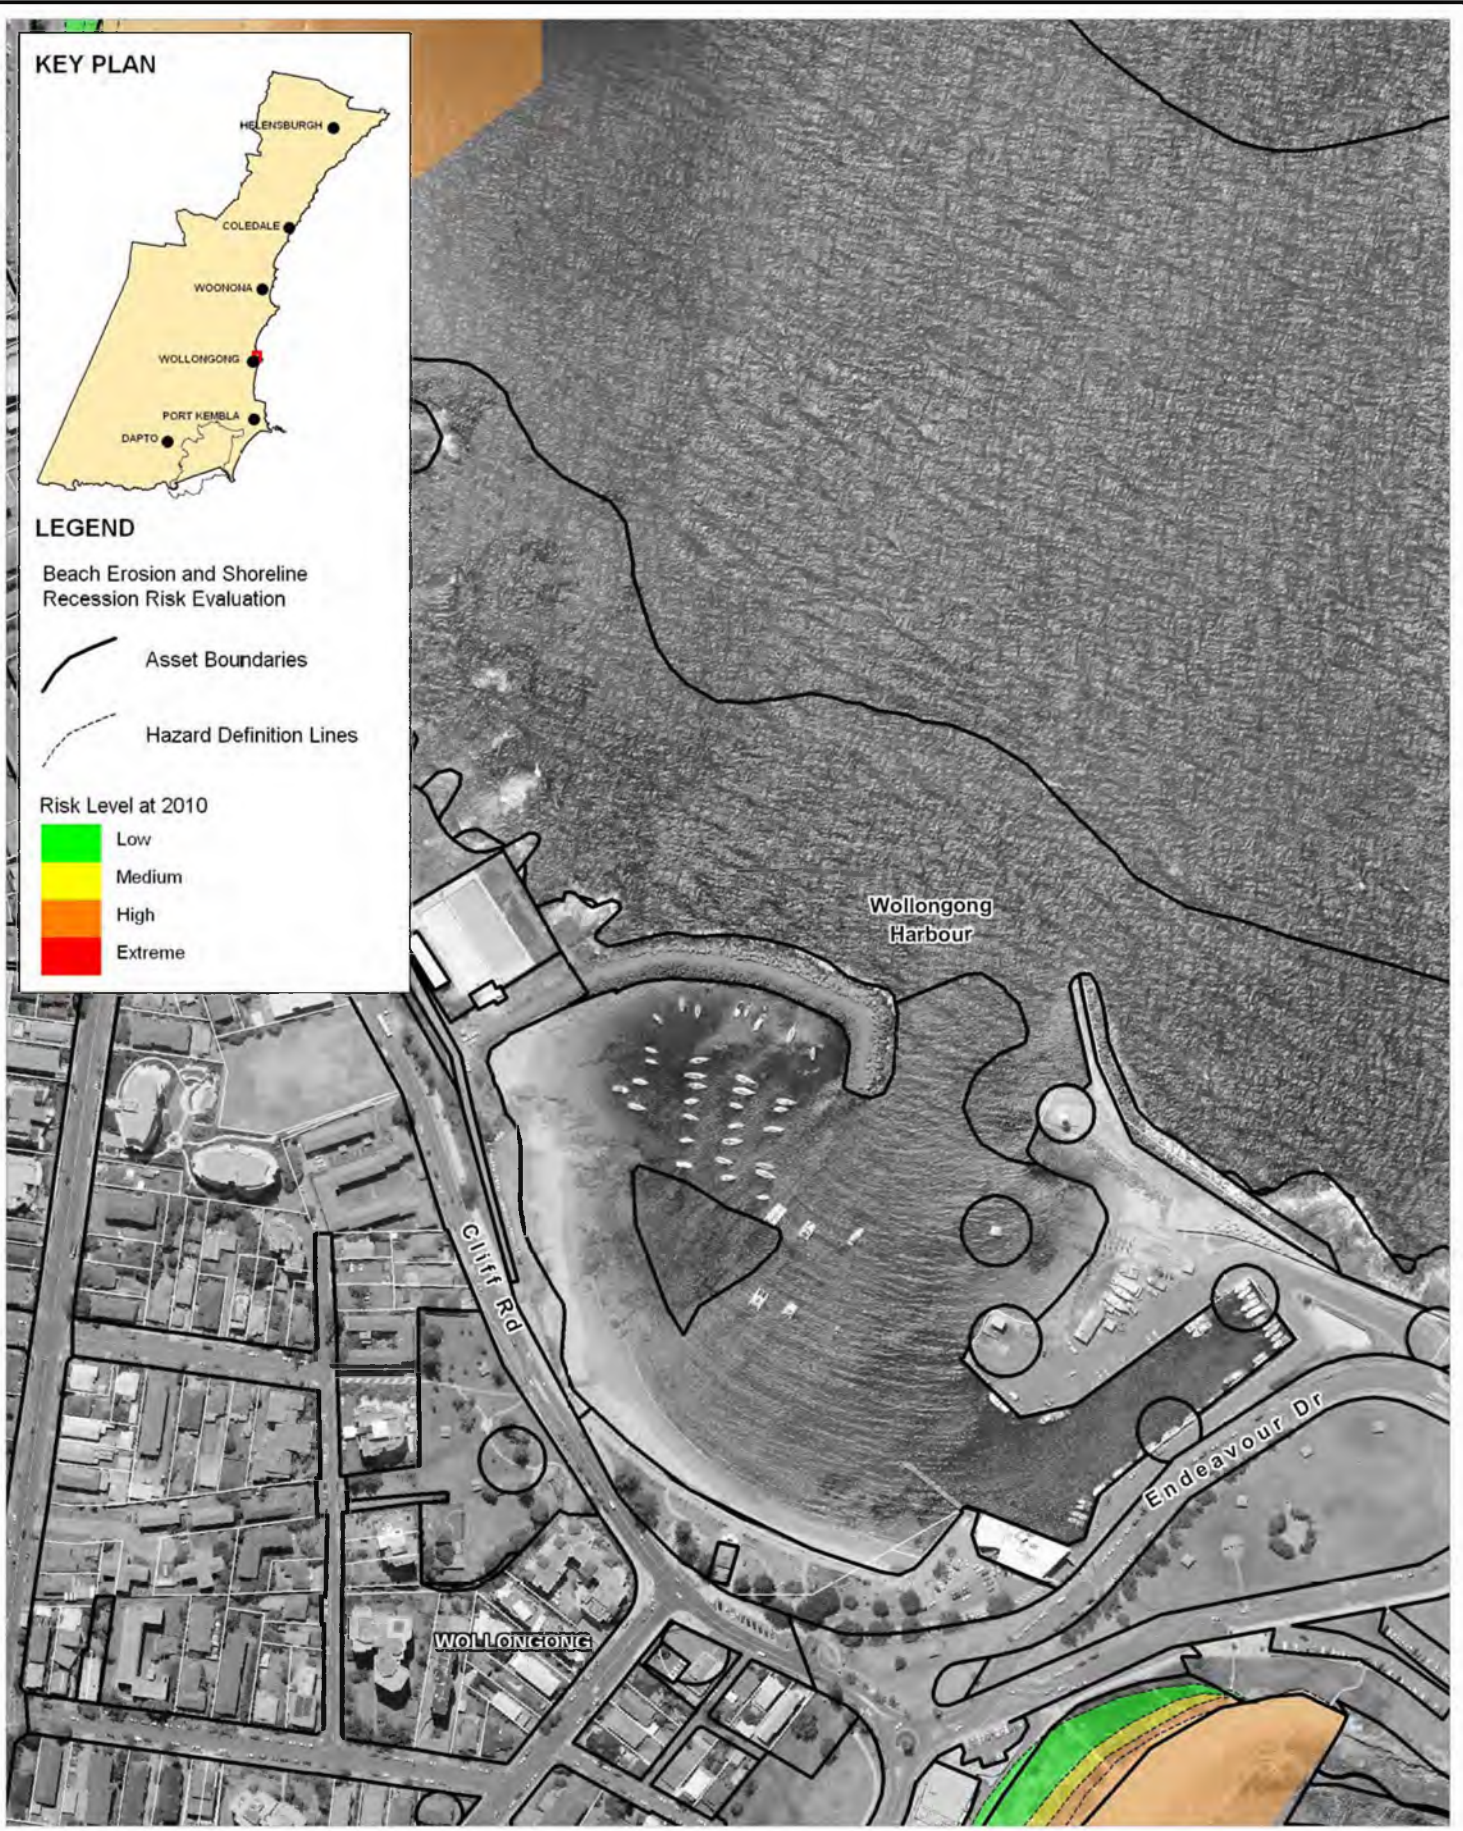 KEY PLAN
HELENSBURGH
COLEDALE
WOONONA
WOLLONGONG
PORT KEMBLA
DAPTO
LEGEND
Beach Erosion and Shoreline
Recession Risk Evaluation
Asset Boundaries
Hazard Definition Lines
Risk Level at 2010
Low
Medium
High
Extreme
Wollongong
Harbour
Cliff Rd
Endeavour Dr
WOLLONGONG